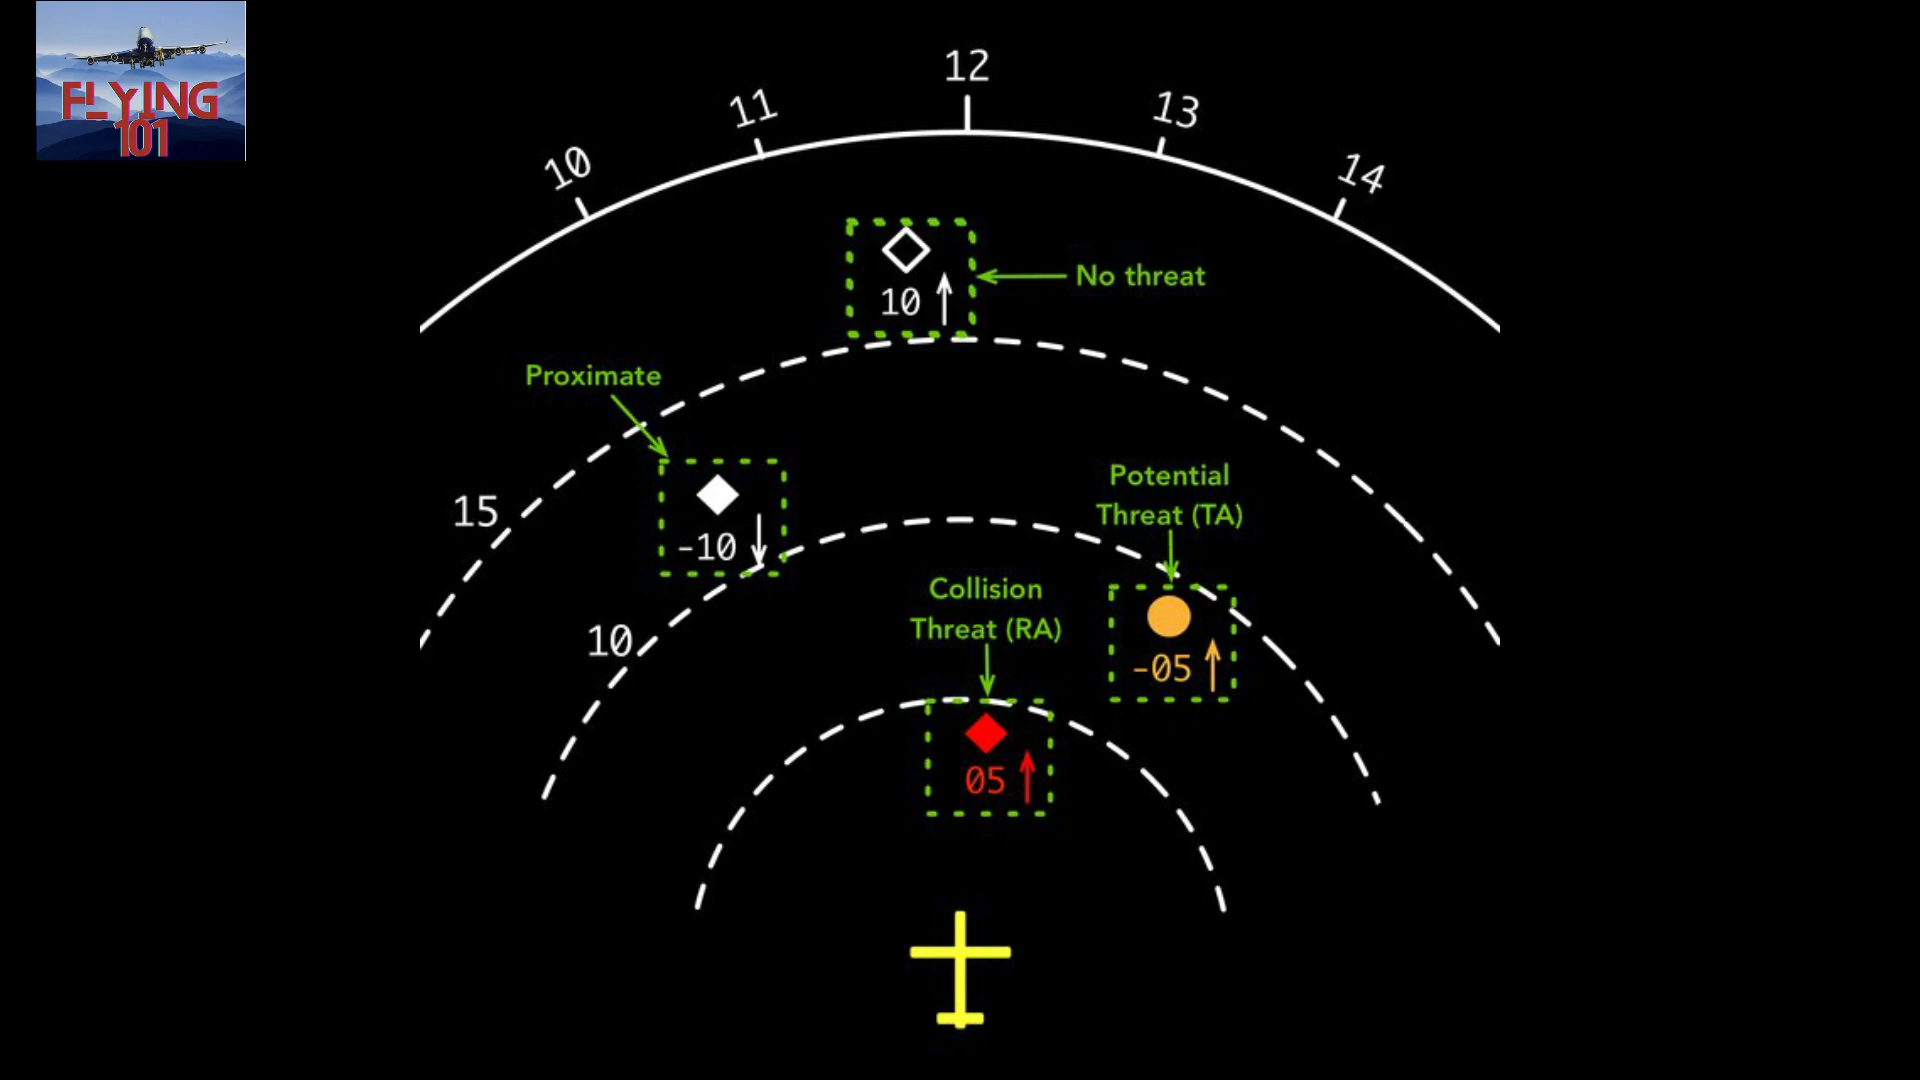 FLYING
101
12
11
13
10
14
No threat
10
Proximate
15
-10
Potential
Threat (TA)
Collision
Threat (RA)
10
-05
05